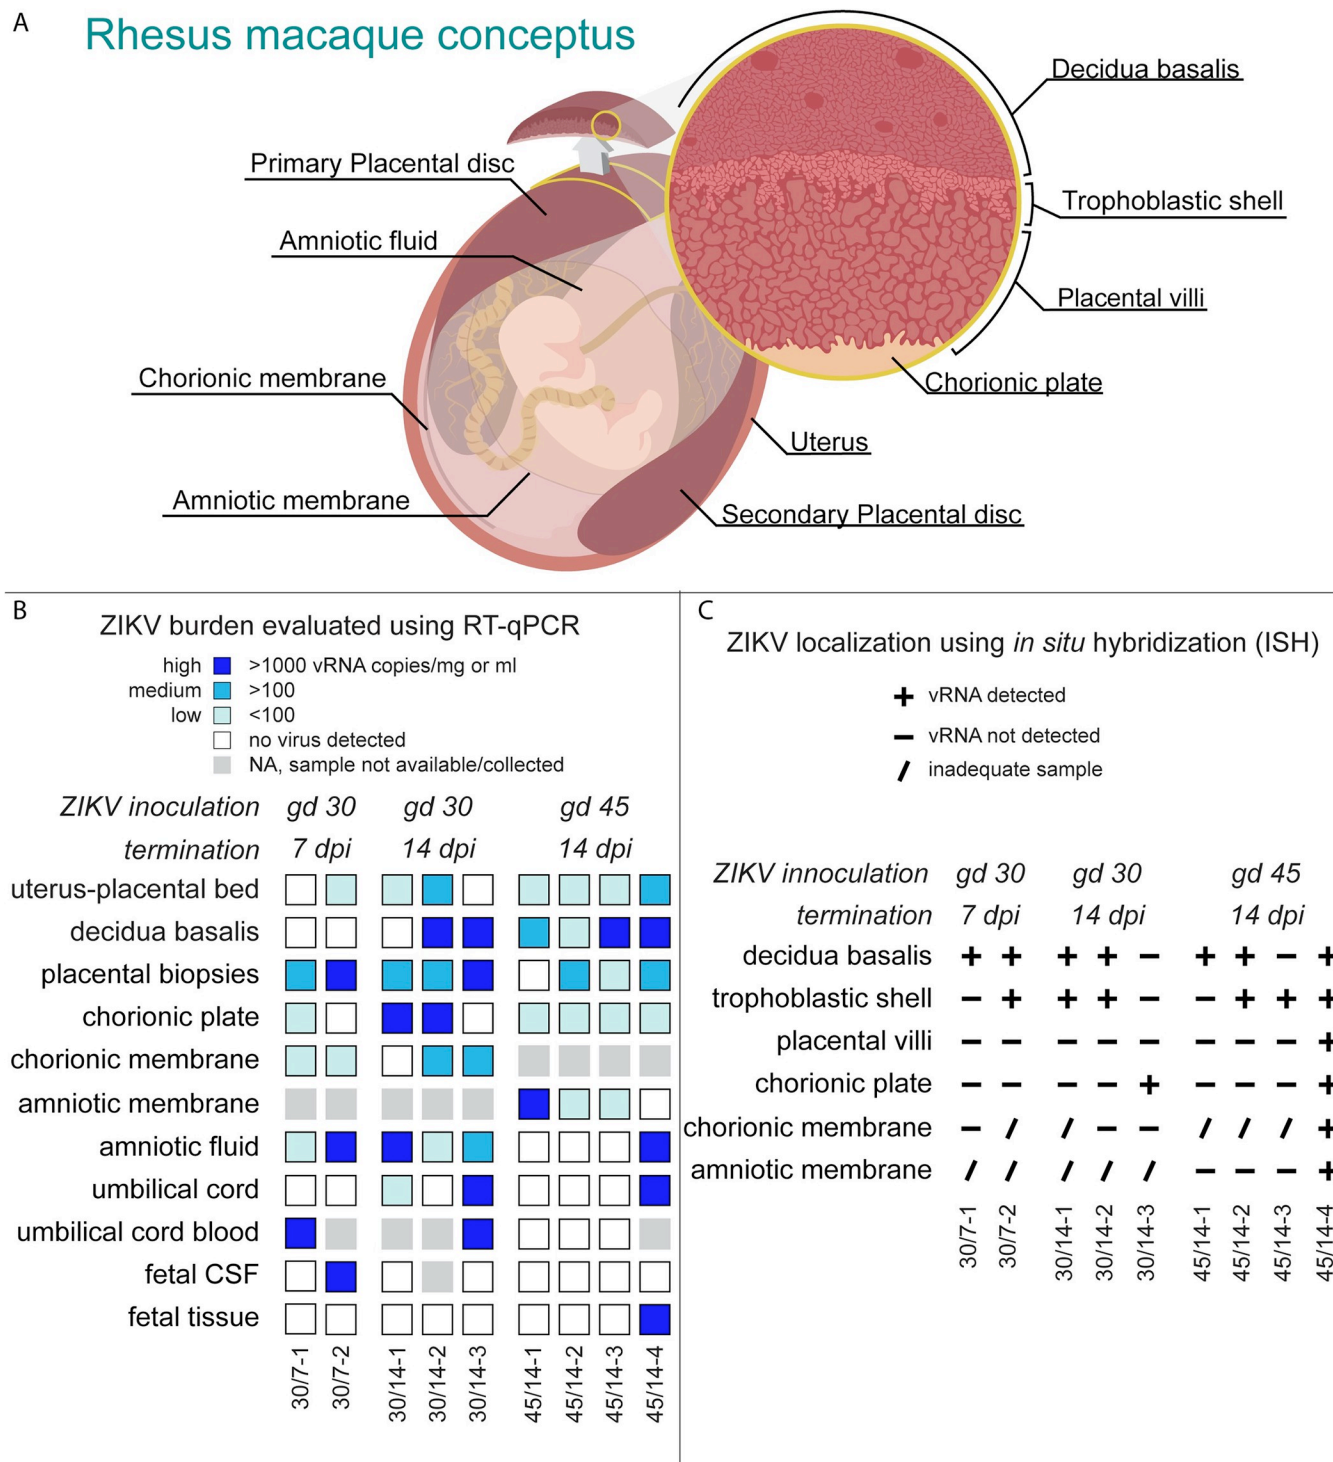 A
Rhesus macaque conceptus
Decidua basalis
Primary Placental disc
Trophoblastic shell
Amniotic fluid
Placental villi
Chorionic membrane
Chorionic plate
Uterus
Amniotic membrane
Secondary Placental disc
B
ZIKV burden evaluated using RT-qPCR
high >1000 vRNA copies/mg or ml
medium >100
low <100
no virus detected
NA, sample not available/collected
ZIKV inoculation gd 30 gd 30 gd 45
termination 7 dpi 14 dpi 14 dpi
uterus-placental bed
decidua basalis
placental biopsies
chorionic plate
chorionic membrane
amniotic membrane
amniotic fluid
umbilical cord
umbilical cord blood
fetal CSF
fetal tissue
30/7-1 30/7-2 30/14-1 30/14-2 30/14-3 45/14-1 45/14-2 45/14-3 45/14-4
C
ZIKV localization using in situ hybridization (ISH)
+ vRNA detected
− vRNA not detected
/ inadequate sample
ZIKV innoculation gd 30 gd 30 gd 45
termination 7 dpi 14 dpi 14 dpi
decidua basalis + + + + − + + − +
trophoblastic shell − + + + − − + + +
placental villi − − − − − − − − +
chorionic plate − − − − + − − − +
chorionic membrane − / / − − / / / +
amniotic membrane / / / / / − − − +
30/7-1 30/7-2 30/14-1 30/14-2 30/14-3 45/14-1 45/14-2 45/14-3 45/14-4